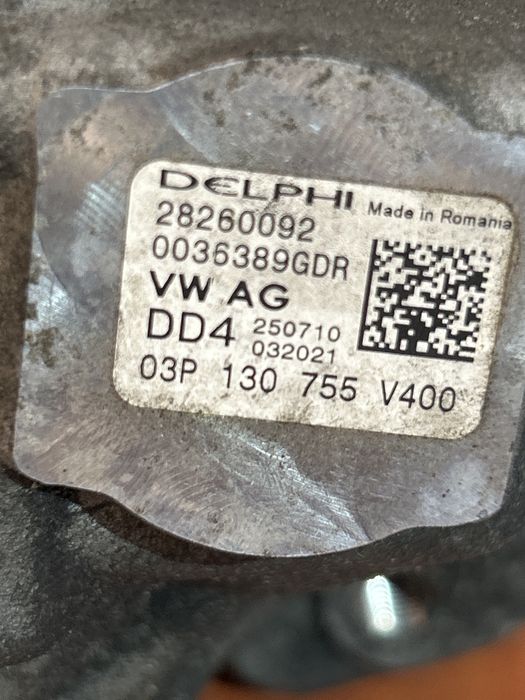 DELPHI Made in Romania
28260092
0036389GDR
VW AG
DD4 250710
032021
03P 130 755 V400